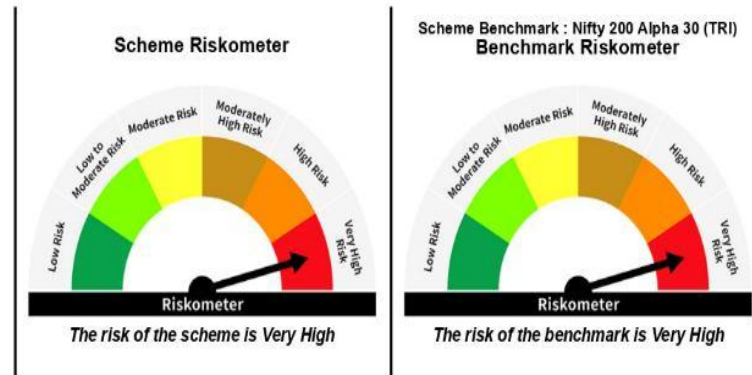 Scheme Riskometer
Low Risk
Low to
Moderate Risk
Moderate Risk
Moderately
High Risk
High Risk
Very High
Risk
Riskometer
The risk of the scheme is Very High
Scheme Benchmark : Nifty 200 Alpha 30 (TRI)
Benchmark Riskometer
Low Risk
Low to
Moderate Risk
Moderate Risk
Moderately
High Risk
High Risk
Very High
Risk
Riskometer
The risk of the benchmark is Very High